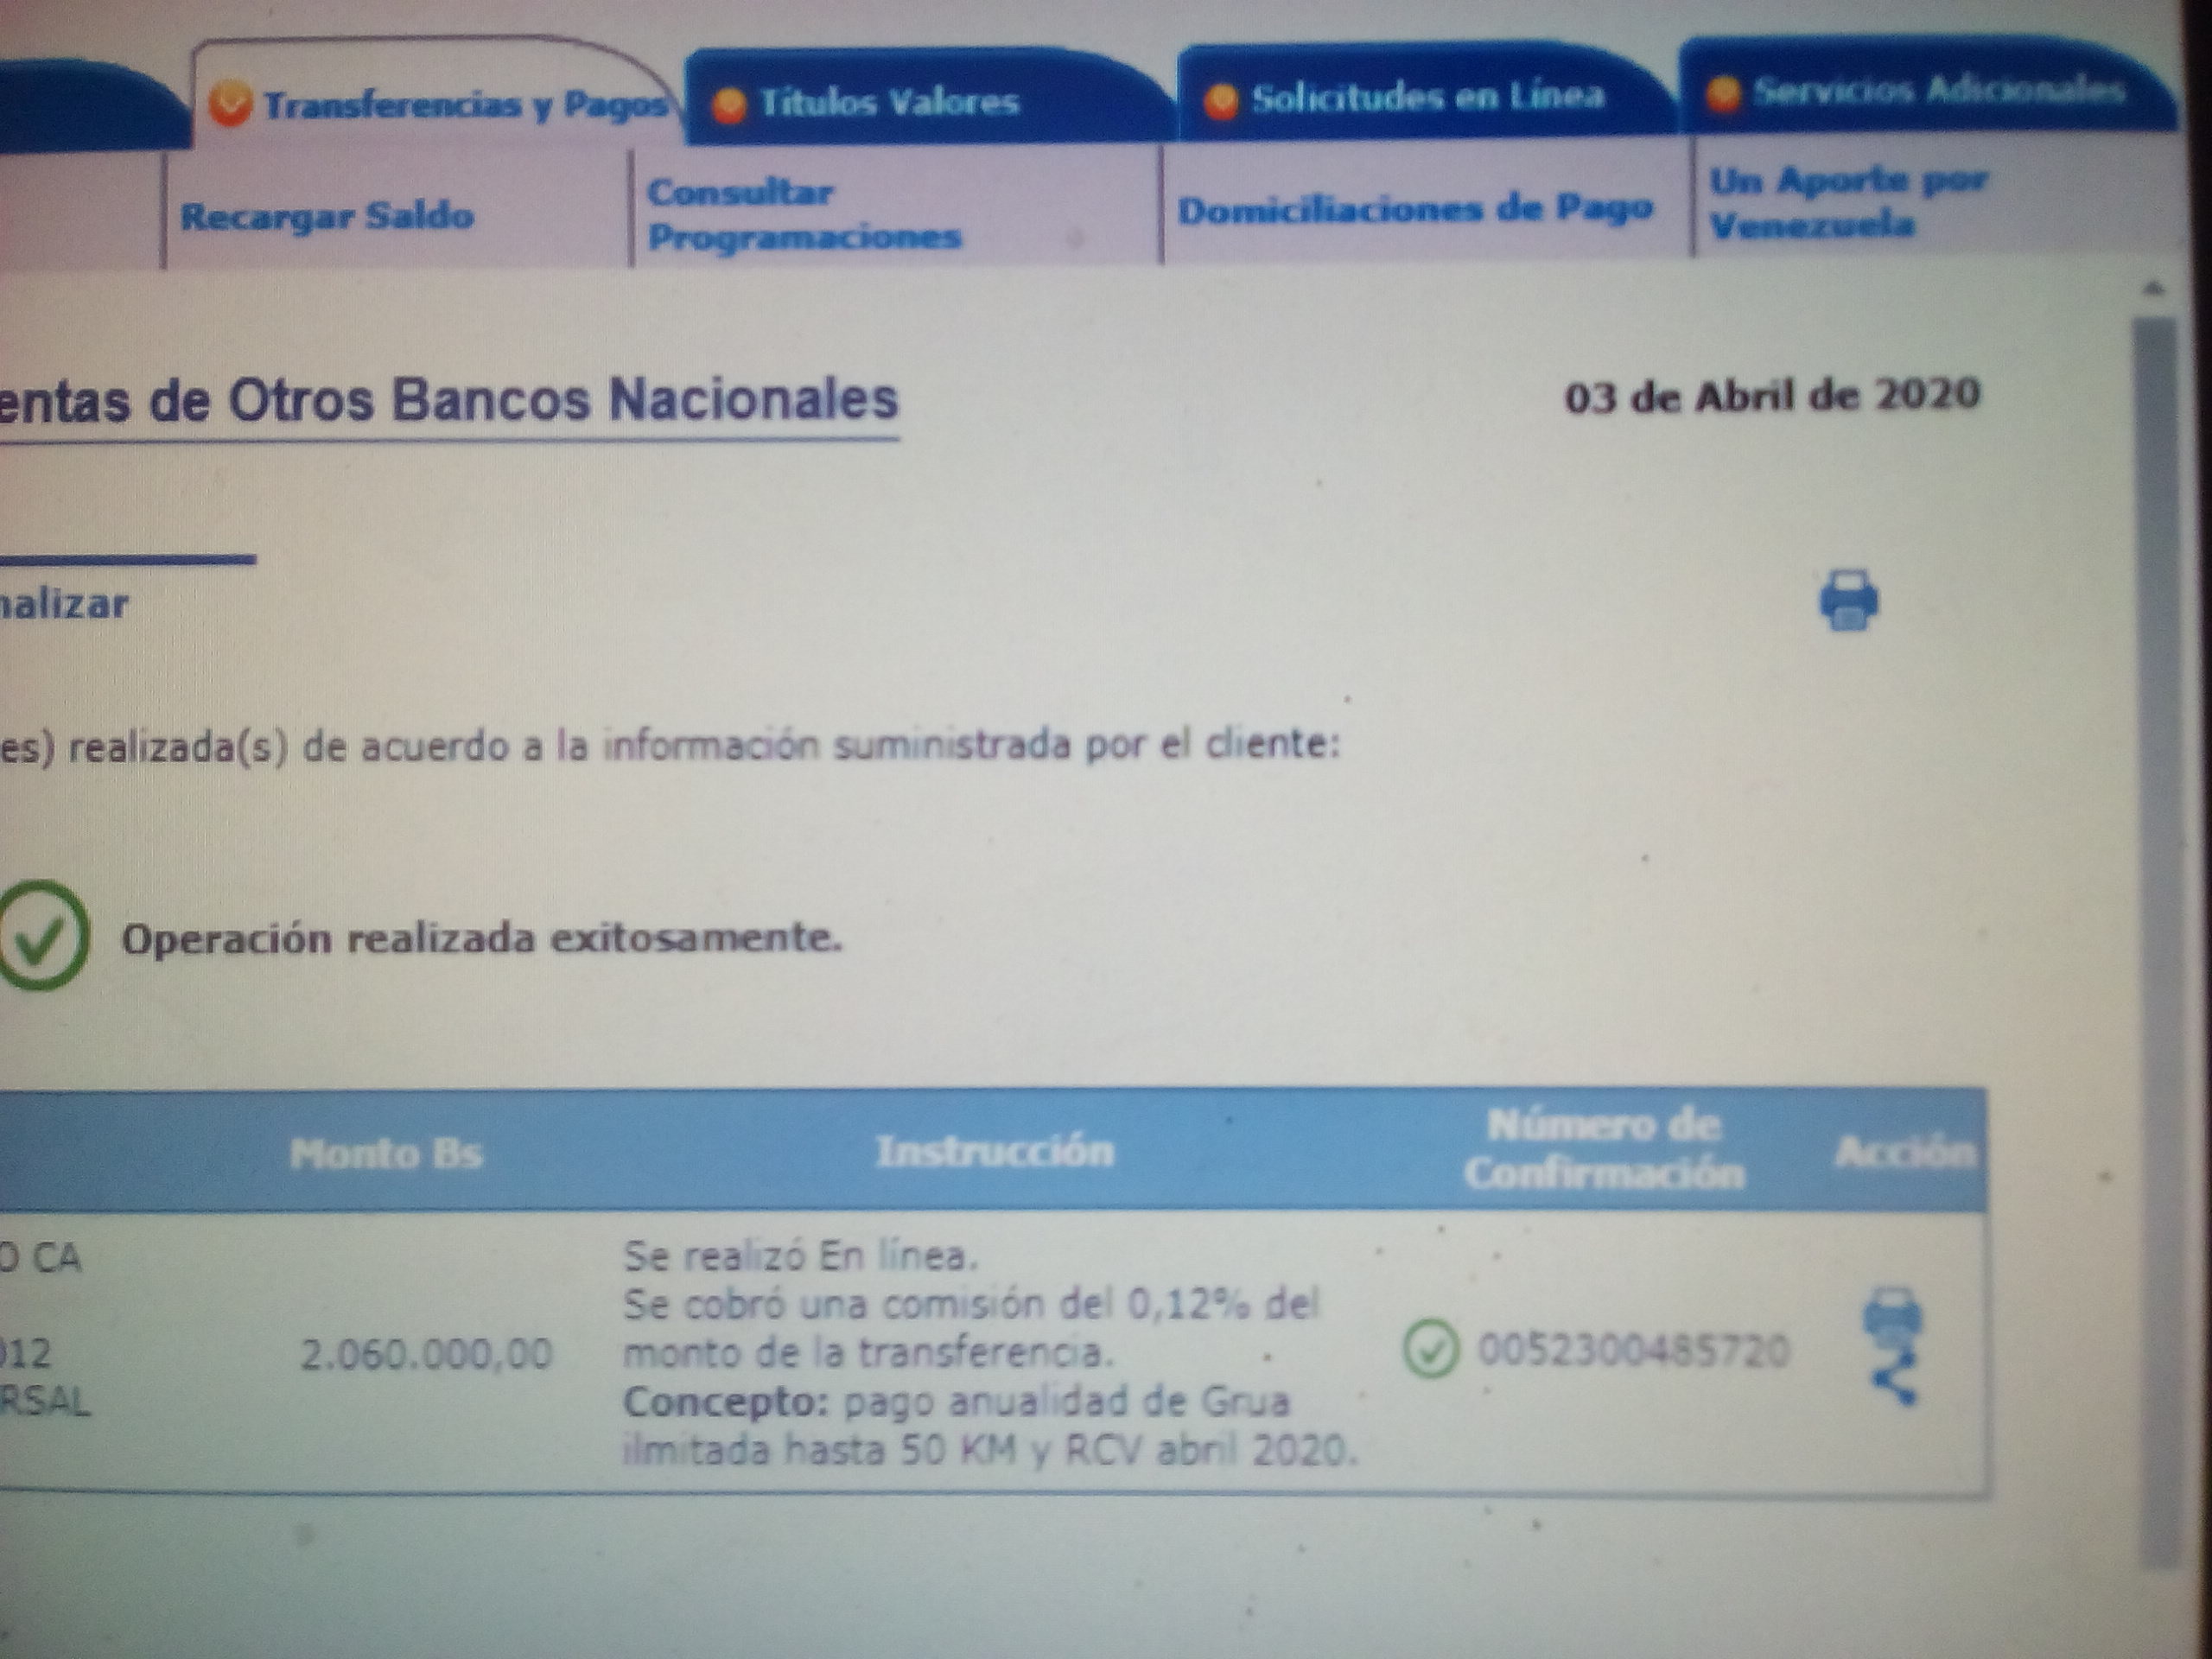 Transferencias y Pagos
Títulos Valores
Solicitudes en Línea
Servicios Adicionales
Recargar Saldo
Consultar
Programaciones
Domiciliaciones de Pago
Un Aporte por
Venezuela
entas de Otros Bancos Nacionales
03 de Abril de 2020
nalizar
es) realizada(s) de acuerdo a la información suministrada por el cliente:
Operación realizada exitosamente.
Monto Bs
Instrucción
Número de
Confirmación
Acción
O CA
012
RSAL
2.060.000,00
Se realizó En línea.
Se cobró una comisión del 0,12% del
monto de la transferencia.
Concepto: pago anualidad de Grua
ilmitada hasta 50 KM y RCV abril 2020.
0052300485720